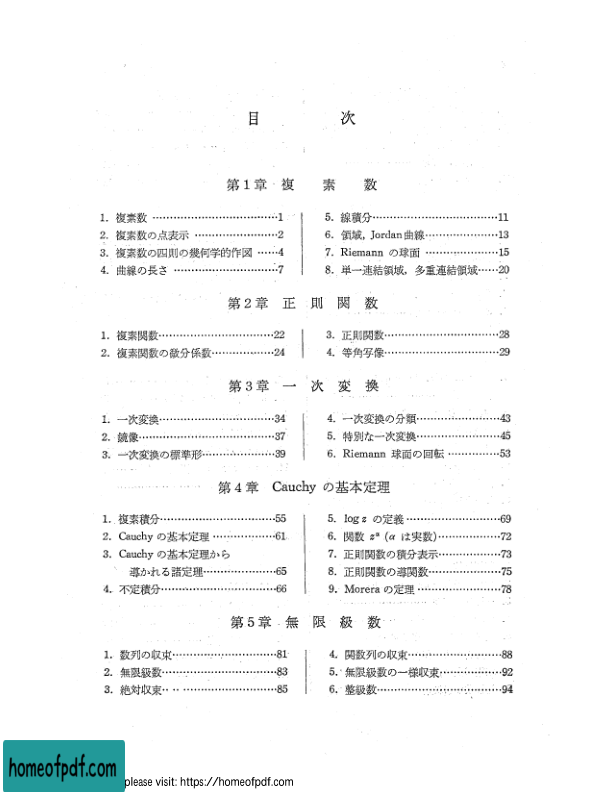 目 次
第1章 複 素 数
1. 複素数 ……………………………1
2. 複素数の点表示 …………………2
3. 複素数の四則の幾何学的作図 ……4
4. 曲線の長さ ………………………7
5. 線積分……………………………11
6. 領域, Jordan曲線………………13
7. Riemann の球面 ………………15
8. 単一連結領域, 多重連結領域……20
第2章 正 則 関 数
1. 複素関数…………………………22
2. 複素関数の微分係数……………24
3. 正則関数…………………………28
4. 等角写像…………………………29
第3章 一 次 変 換
1. 一次変換…………………………34
2. 鏡像………………………………37
3. 一次変換の標準形………………39
4. 一次変換の分類…………………43
5. 特別な一次変換…………………45
6. Riemann 球面の回転 …………53
第4章 Cauchy の基本定理
1. 複素積分…………………………55
2. Cauchy の基本定理 ……………61
3. Cauchy の基本定理から
導かれる諸定理………………65
4. 不定積分…………………………66
5. log z の定義 ……………………69
6. 関数 zᵅ (α は実数)………………72
7. 正則関数の積分表示……………73
8. 正則関数の導関数………………75
9. Morera の定理 …………………78
第5章 無 限 級 数
1. 数列の収束………………………81
2. 無限級数…………………………83
3. 絶対収束…………………………85
4. 関数列の収束……………………88
5. 無限級数の一様収束……………92
6. 整級数……………………………94
homeofpdf.com
please visit: https://homeofpdf.com